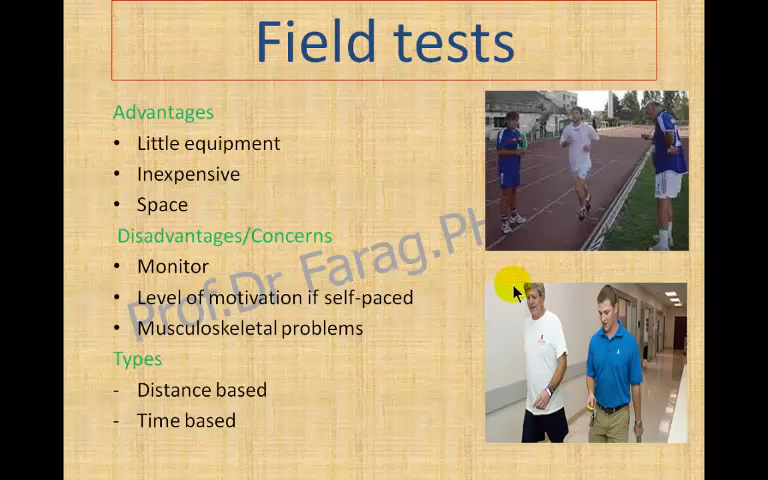 Field tests
Advantages
• Little equipment
• Inexpensive
• Space
Disadvantages/Concerns
• Monitor
• Level of motivation if self-paced
• Musculoskeletal problems
Types
- Distance based
- Time based
Prof.Dr Farag.PH